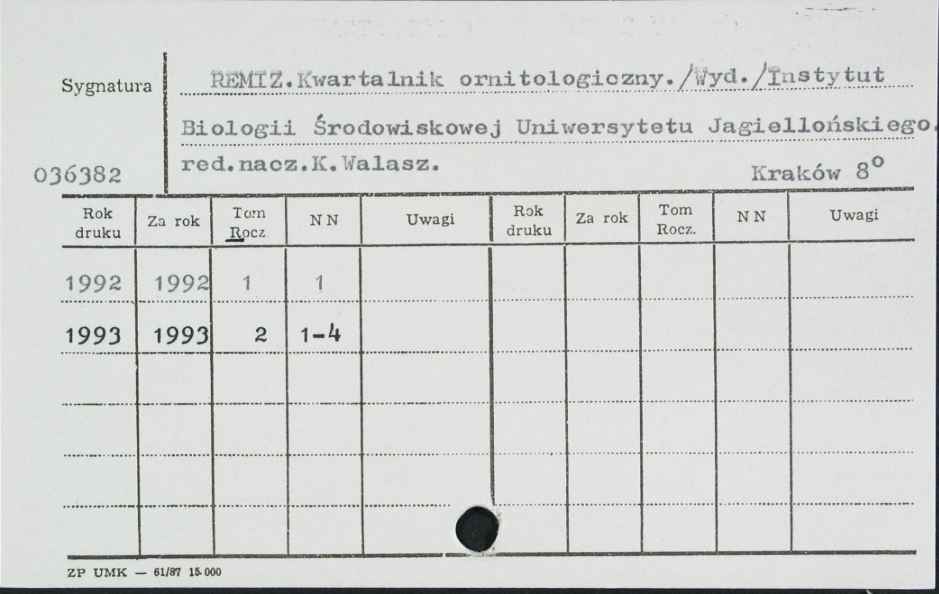 Sygnatura
REMIZ.Kwartalnik ornitologiczny./Wyd./Instytut
Biologii Środowiskowej Uniwersytetu Jagiellońskiego.
red.nacz.K.Walasz.
036382
Kraków 8°
Rok druku Za rok Tom Rocz N N Uwagi Rok druku Za rok Tom Rocz. N N Uwagi
1992 1992 1 1
1993 1993 2 1-4
ZP UMK — 61/87 15.000